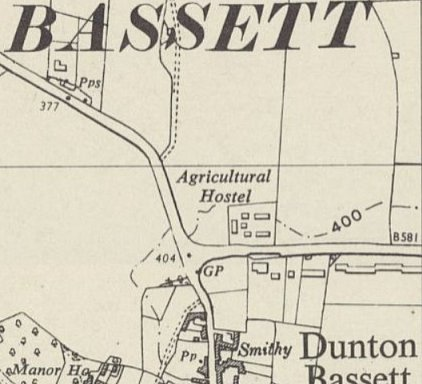 BASSETT
Pps
377
Agricultural
Hostel
400
B581
404
GP
Smithy
Dunton
Bassett
Pp
Manor Ho